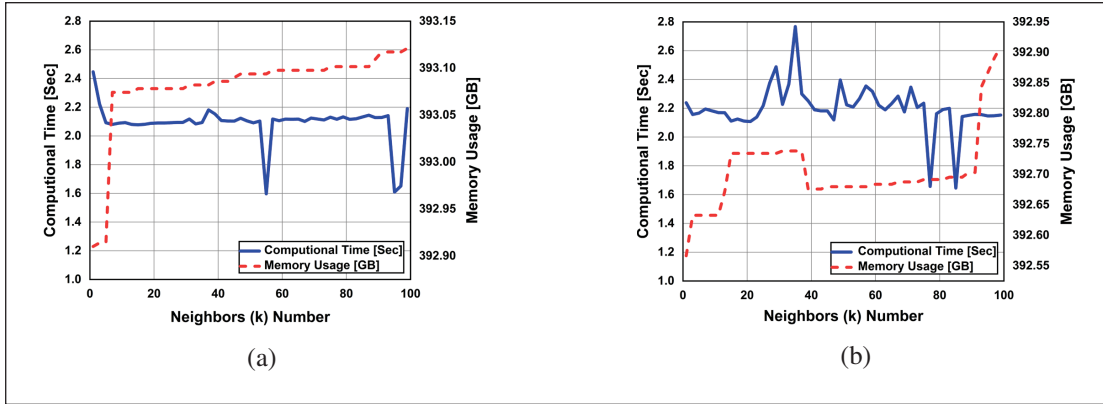 2.8
2.6
2.4
2.2
2.0
1.8
1.6
1.4
1.2
1.0
Computional Time [Sec]
393.15
393.10
393.05
393.00
392.95
392.90
Memory Usage [GB]
Computional Time [Sec]
Memory Usage [GB]
0 20 40 60 80 100
Neighbors (k) Number
(a)
2.8
2.6
2.4
2.2
2.0
1.8
1.6
1.4
1.2
1.0
Computional Time [Sec]
392.95
392.90
392.85
392.80
392.75
392.70
392.65
392.60
392.55
Memory Usage [GB]
Computional Time [Sec]
Memory Usage [GB]
0 20 40 60 80 100
Neighbors (k) Number
(b)